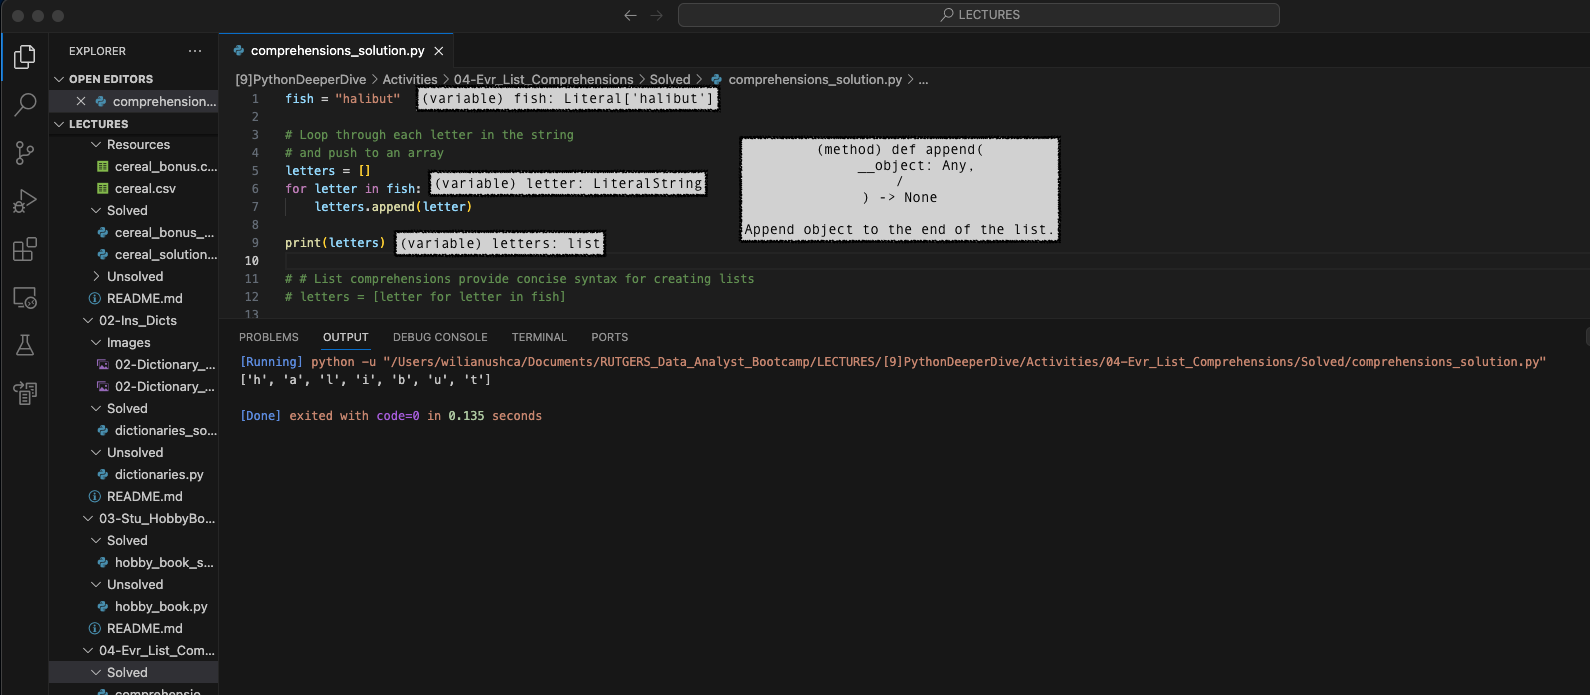 LECTURES
EXPLORER ...
OPEN EDITORS
comprehension...
LECTURES
Resources
cereal_bonus.c...
cereal.csv
Solved
cereal_bonus_...
cereal_solution...
Unsolved
README.md
02-Ins_Dicts
Images
02-Dictionary_...
02-Dictionary_...
Solved
dictionaries_so...
Unsolved
dictionaries.py
README.md
03-Stu_HobbyBo...
Solved
hobby_book_s...
Unsolved
hobby_book.py
README.md
04-Evr_List_Com...
Solved
comprehensio...
comprehensions_solution.py
[9]PythonDeeperDive > Activities > 04-Evr_List_Comprehensions > Solved > comprehensions_solution.py > ...
1 fish = "halibut" (variable) fish: Literal['halibut']
2
3 # Loop through each letter in the string
4 # and push to an array
5 letters = []
6 for letter in fish: (variable) letter: LiteralString
7 letters.append(letter)
8
9 print(letters) (variable) letters: list
10
11 # # List comprehensions provide concise syntax for creating lists
12 # letters = [letter for letter in fish]
13
(method) def append(
__object: Any,
/
) -> None
Append object to the end of the list.
PROBLEMS OUTPUT DEBUG CONSOLE TERMINAL PORTS
[Running] python -u "/Users/wilianushca/Documents/RUTGERS_Data_Analyst_Bootcamp/LECTURES/[9]PythonDeeperDive/Activities/04-Evr_List_Comprehensions/Solved/comprehensions_solution.py"
['h', 'a', 'l', 'i', 'b', 'u', 't']
[Done] exited with code=0 in 0.135 seconds